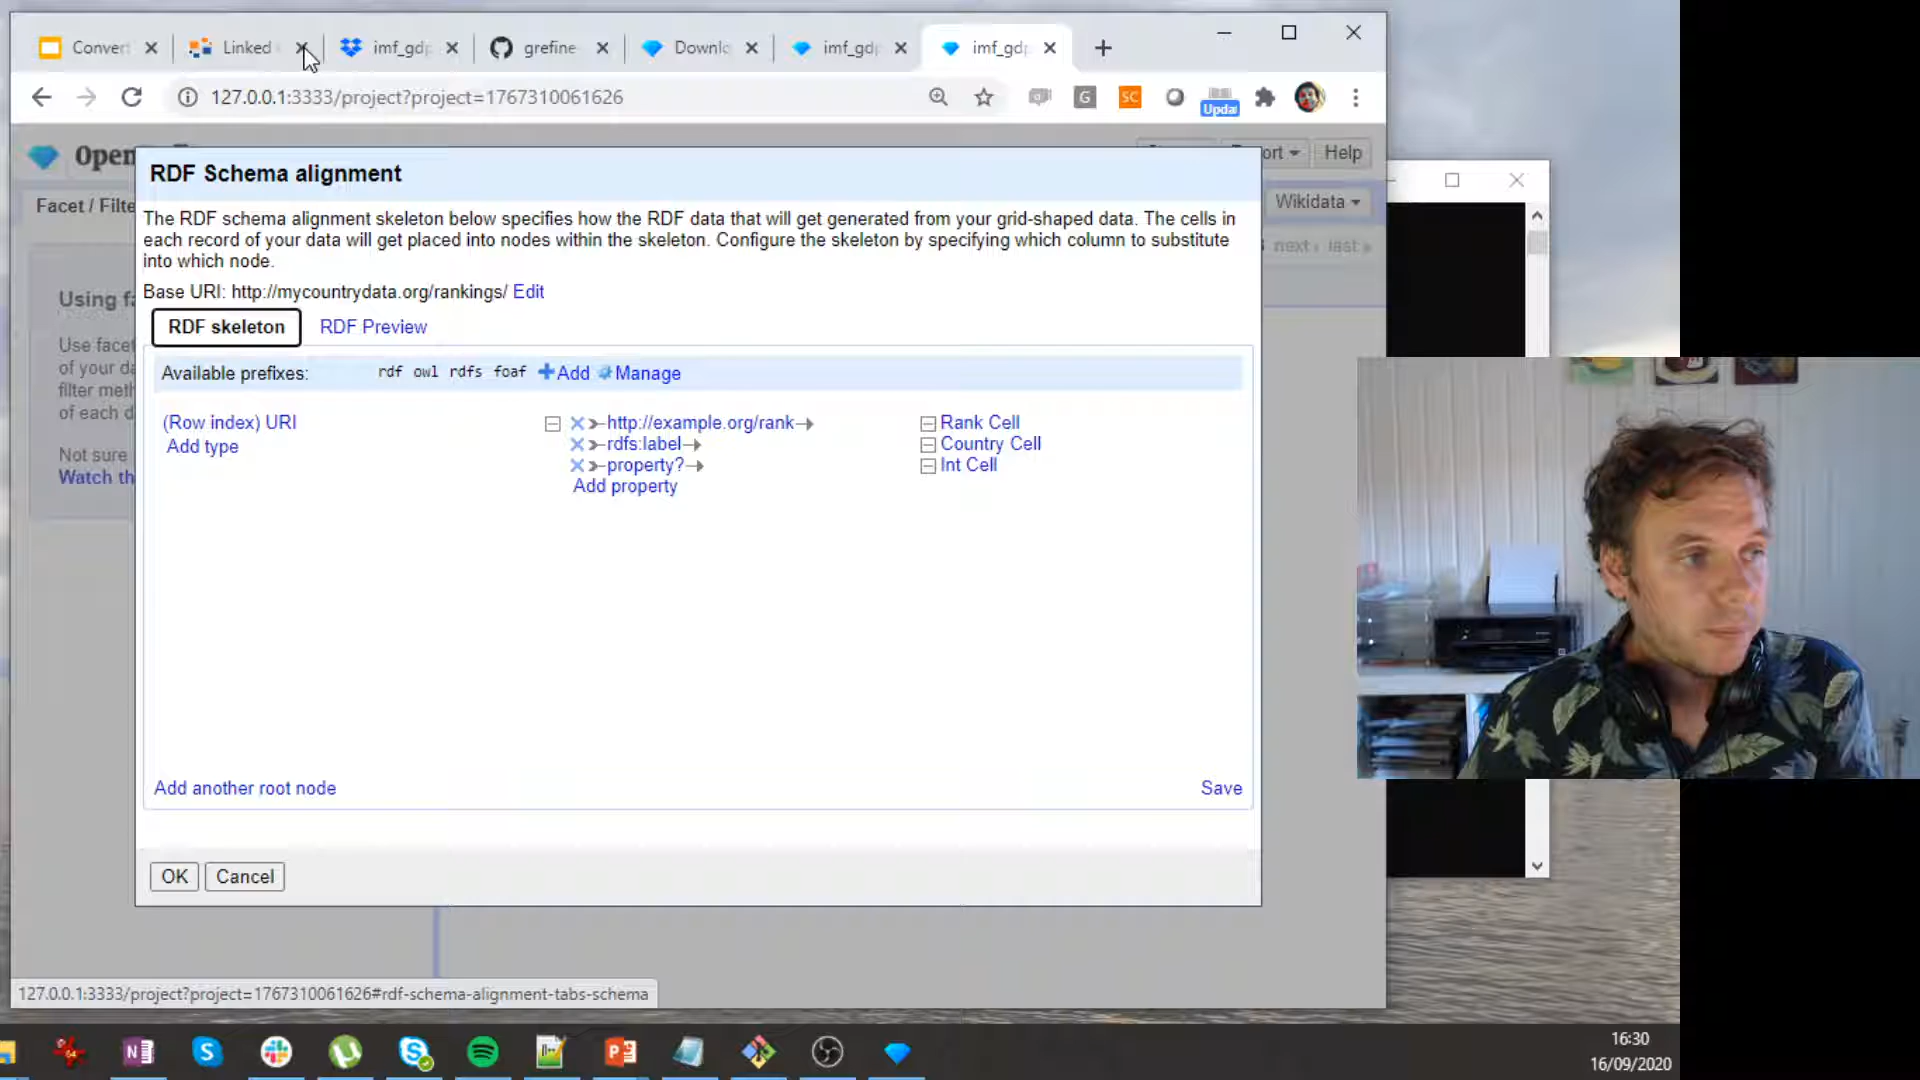 Convert
Linked
imf_gdp
grefine
Downlo
imf_gdp
imf_gdp
127.0.0.1:3333/project?project=1767310061626
G
SC
Updat
Open
ort
Help
RDF Schema alignment
Facet / Filte
Wikidata
The RDF schema alignment skeleton below specifies how the RDF data that will get generated from your grid-shaped data. The cells in
each record of your data will get placed into nodes within the skeleton. Configure the skeleton by specifying which column to substitute
into which node.
next › last »
Base URI: http://mycountrydata.org/rankings/ Edit
Using fa
RDF skeleton
RDF Preview
Use facet
of your da
filter meth
of each d
Available prefixes: rdf owl rdfs foaf Add Manage
(Row index) URI
http://example.org/rank
Rank Cell
Add type
rdfs:label
Country Cell
Not sure
property?
Int Cell
Watch th
Add property
Add another root node
Save
OK
Cancel
127.0.0.1:3333/project?project=1767310061626#rdf-schema-alignment-tabs-schema
16:30
16/09/2020